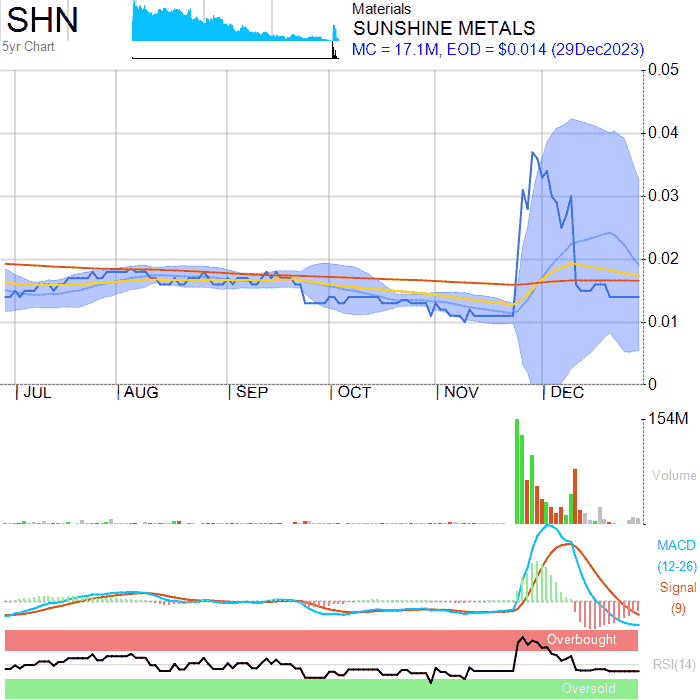 SHN
5yr Chart
Materials
SUNSHINE METALS
MC = 17.1M, EOD = $0.014 (29Dec2023)
0.05
0.04
0.03
0.02
0.01
0
JUL AUG SEP OCT NOV DEC
154M
Volume
MACD
(12-26)
Signal
(9)
Overbought
RSI(14)
Oversold